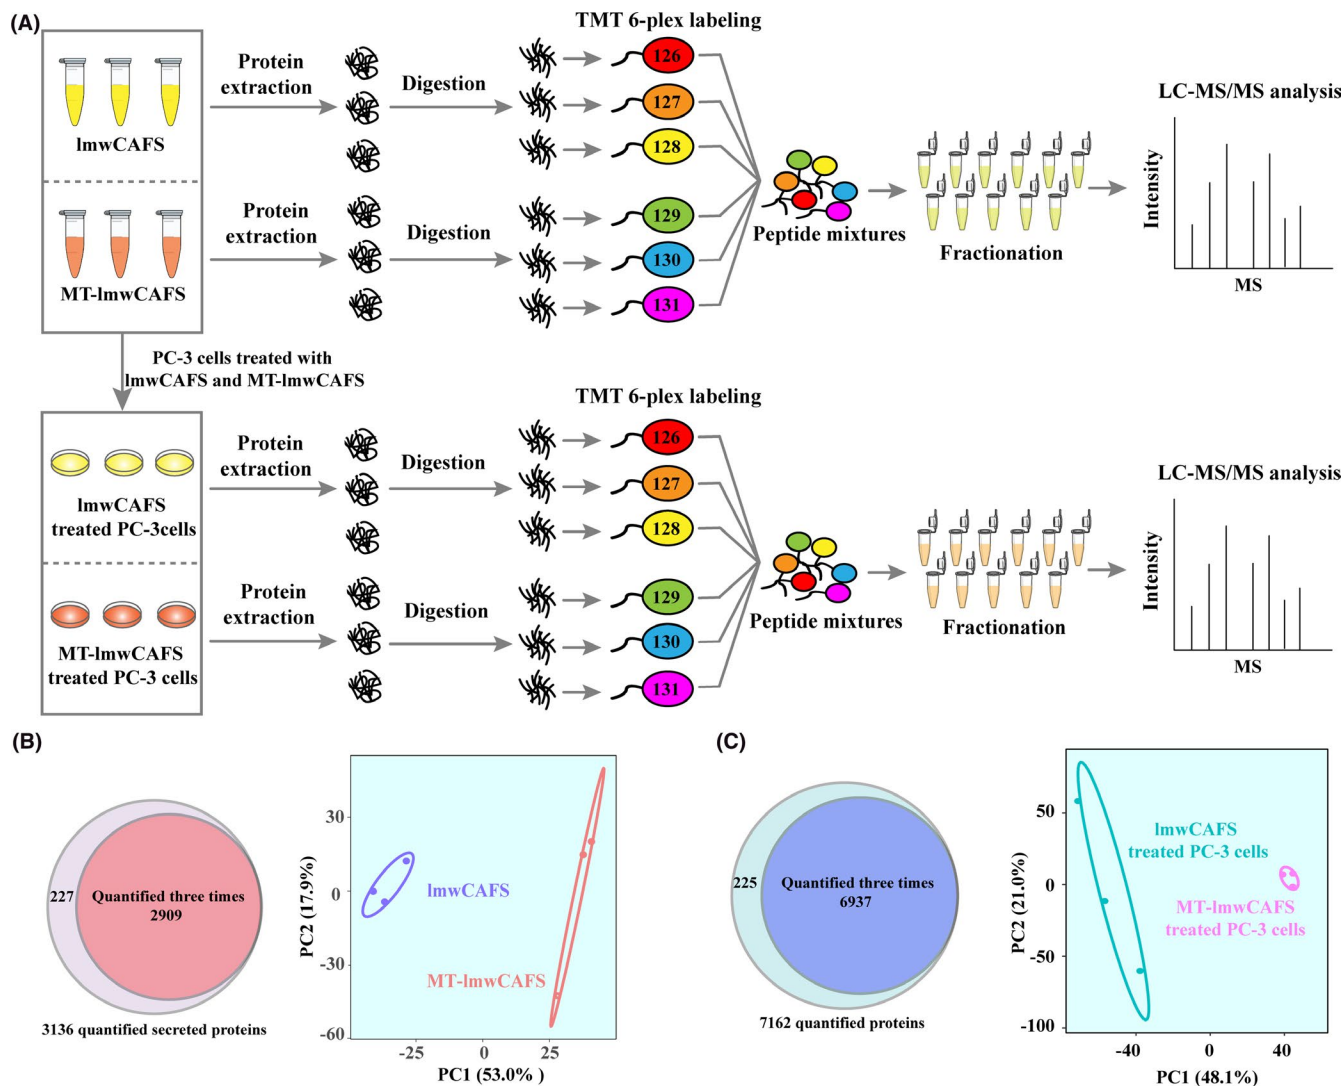 (A)
TMT 6-plex labeling
lmwCAFS
MT-lmwCAFS
Protein
extraction
Digestion
Protein
extraction
Digestion
126
127
128
129
130
131
Peptide mixtures
Fractionation
LC-MS/MS analysis
Intensity
MS
PC-3 cells treated with
lmwCAFS and MT-lmwCAFS
TMT 6-plex labeling
lmwCAFS
treated PC-3cells
MT-lmwCAFS
treated PC-3 cells
Protein
extraction
Digestion
Protein
extraction
Digestion
126
127
128
129
130
131
Peptide mixtures
Fractionation
LC-MS/MS analysis
Intensity
MS
(B)
227
Quantified three times
2909
3136 quantified secreted proteins
PC2 (17.9%)
30
0
-30
-60
lmwCAFS
MT-lmwCAFS
-25
0
25
PC1 (53.0% )
(C)
225
Quantified three times
6937
7162 quantified proteins
PC2 (21.0%)
50
0
-50
-100
lmwCAFS
treated PC-3 cells
MT-lmwCAFS
treated PC-3 cells
-40
0
40
PC1 (48.1%)